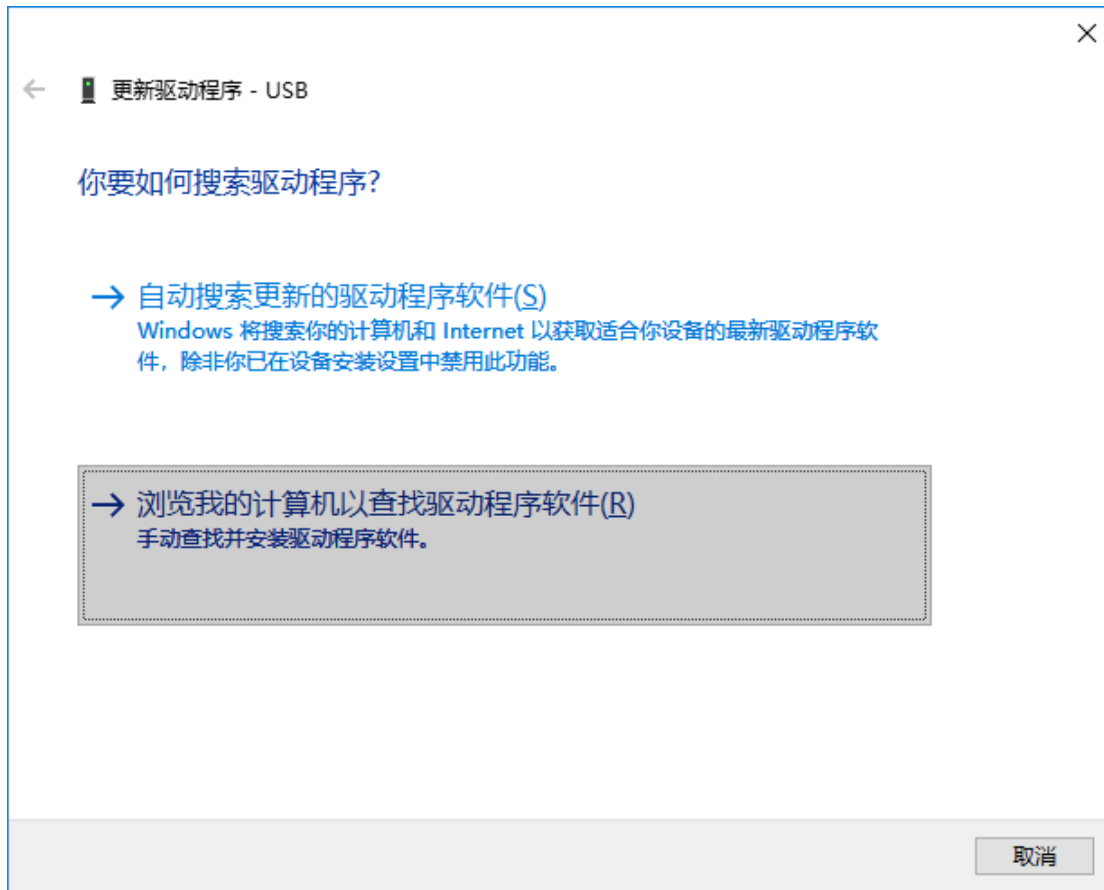 更新驱动程序 - USB
你要如何搜索驱动程序?
自动搜索更新的驱动程序软件(S)
Windows 将搜索你的计算机和 Internet 以获取适合你设备的最新驱动程序软
件，除非你已在设备安装设置中禁用此功能。
浏览我的计算机以查找驱动程序软件(R)
手动查找并安装驱动程序软件。
取消